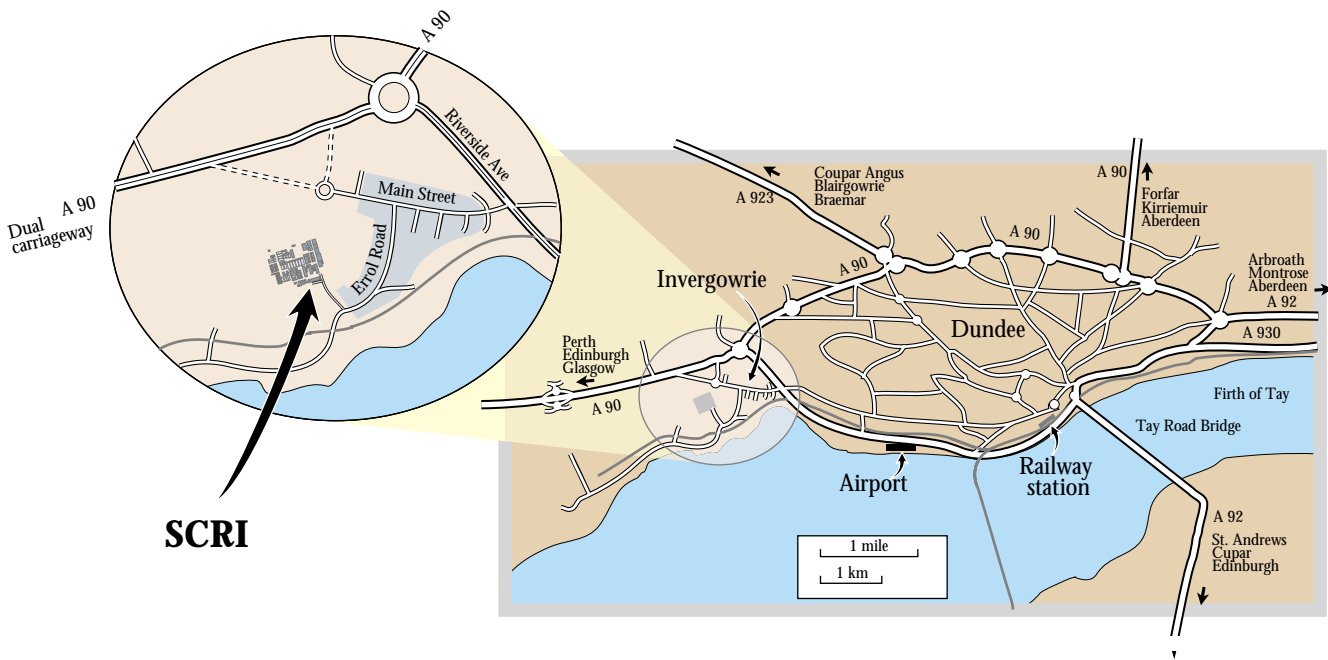 A 90
Riverside Ave
Main Street
A 90
Dual
carriageway
Errol Road
SCRI
Invergowrie
Coupar Angus
Blairgowrie
Braemar
A 923
A 90
Forfar
Kirriemuir
Aberdeen
A 90
A 90
Arbroath
Montrose
Aberdeen
A 92
A 930
Dundee
Perth
Edinburgh
Glasgow
A 90
Firth of Tay
Tay Road Bridge
Airport
Railway
station
A 92
St. Andrews
Cupar
Edinburgh
1 mile
1 km